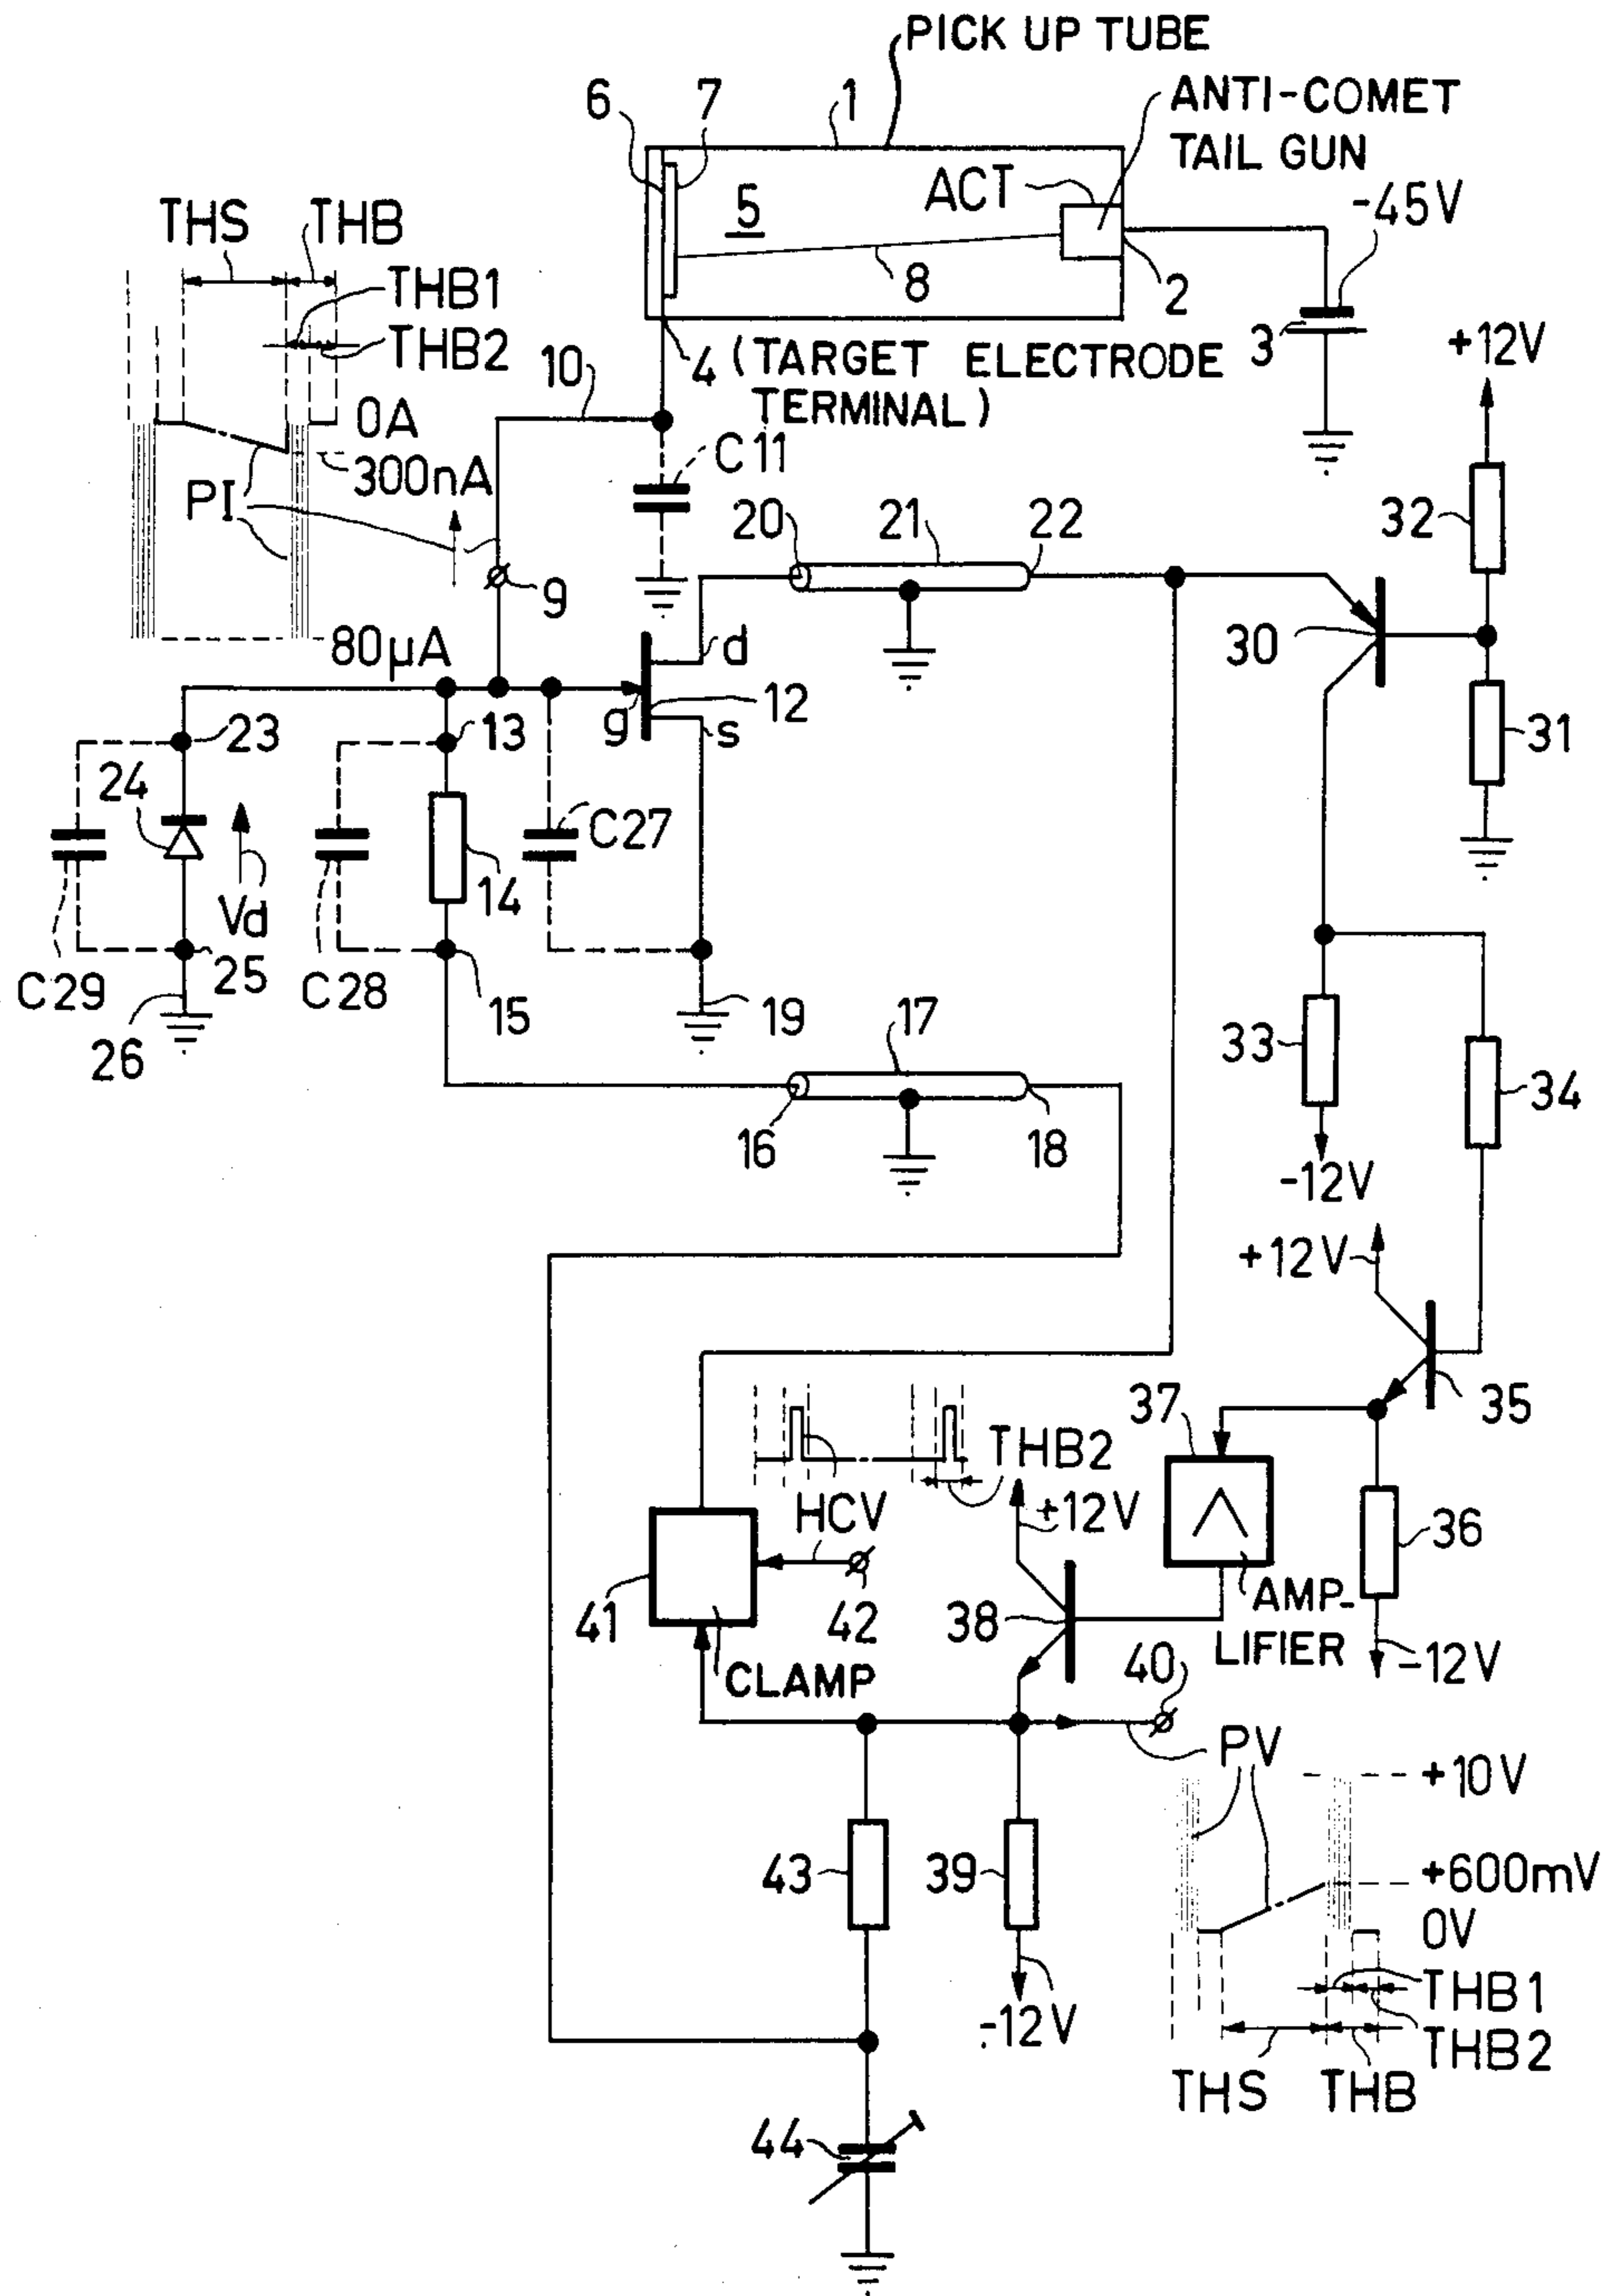 PICK UP TUBE
6 7 1
ANTI-COMET
TAIL GUN
ACT
5
-45V
THS THB
8
2
THB1
THB2
3
+12V
10
4 (TARGET ELECTRODE
TERMINAL)
0A
C11
300nA
PI
20 21 22
32
9
80µA
d
30
g
12
s
23
13
31
24
C27
Vd
14
C29
25
C28
15
19
17
26
33
34
16
18
-12V
+12V
37
35
THB2
HCV
+12V
36
41
42
38
AMP-
LIFIER
CLAMP
40
-12V
PV
+10V
43
39
+600mV
0V
THB1
-12V
THB2
THS THB
44